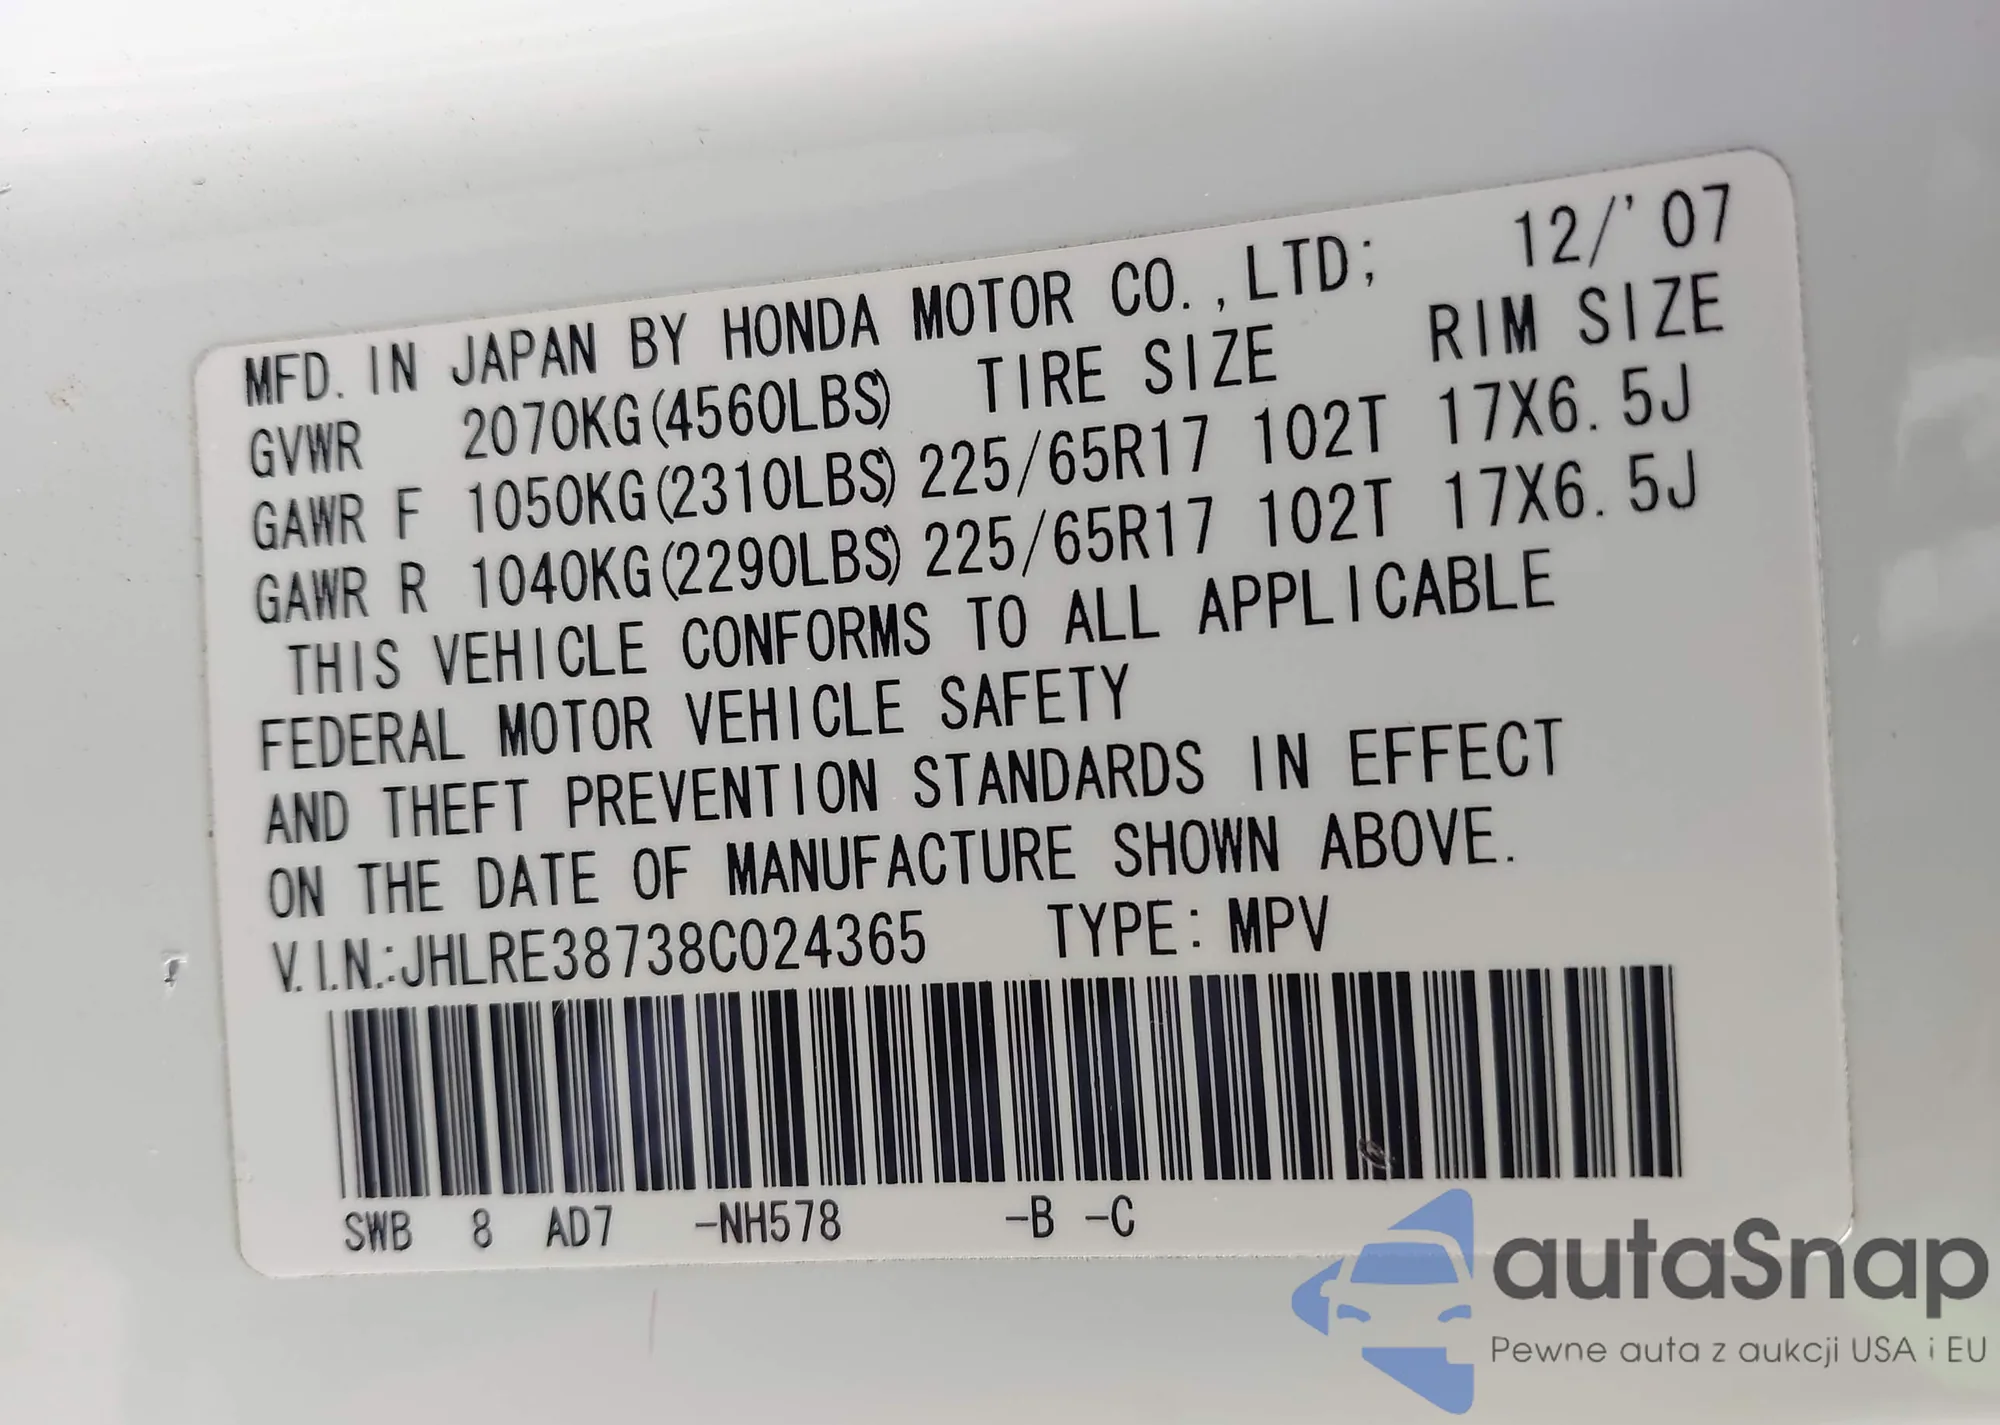 MFD. IN JAPAN BY HONDA MOTOR CO.,LTD; 12/'07
GVWR 2070KG(4560LBS) TIRE SIZE RIM SIZE
GAWR F 1050KG(2310LBS) 225/65R17 102T 17X6.5J
GAWR R 1040KG(2290LBS) 225/65R17 102T 17X6.5J
THIS VEHICLE CONFORMS TO ALL APPLICABLE
FEDERAL MOTOR VEHICLE SAFETY
AND THEFT PREVENTION STANDARDS IN EFFECT
ON THE DATE OF MANUFACTURE SHOWN ABOVE.
V.I.N.:JHLRE38738C024365 TYPE:MPV
SWB 8 AD7 -NH578 -B -C
autaSnap
Pewne auta z aukcji USA i EU